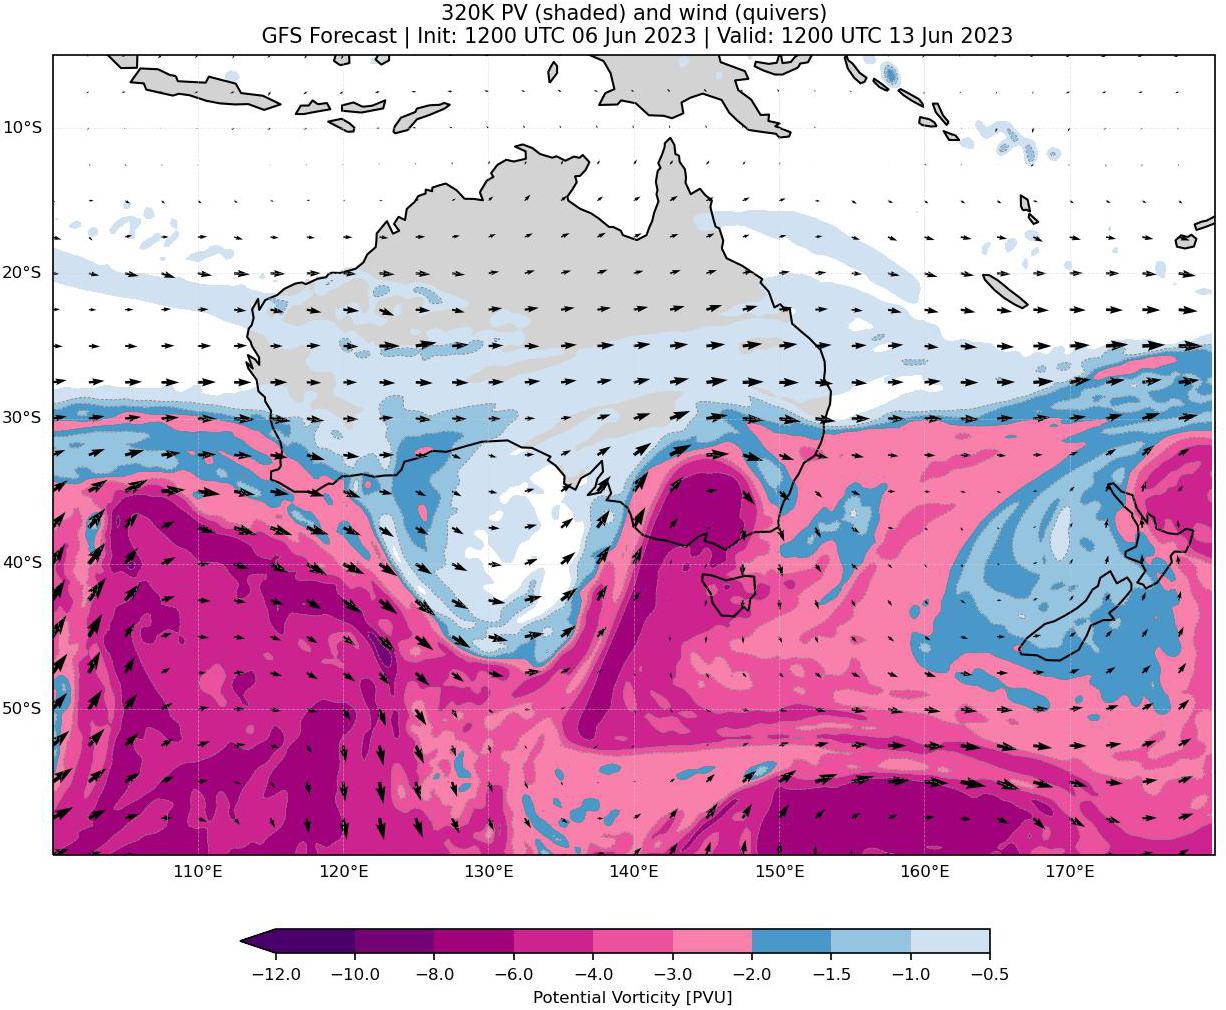 320K PV (shaded) and wind (quivers)
GFS Forecast | Init: 1200 UTC 06 Jun 2023 | Valid: 1200 UTC 13 Jun 2023
10°S
20°S
30°S
40°S
50°S
110°E 120°E 130°E 140°E 150°E 160°E 170°E
−12.0 −10.0 −8.0 −6.0 −4.0 −3.0 −2.0 −1.5 −1.0 −0.5
Potential Vorticity [PVU]